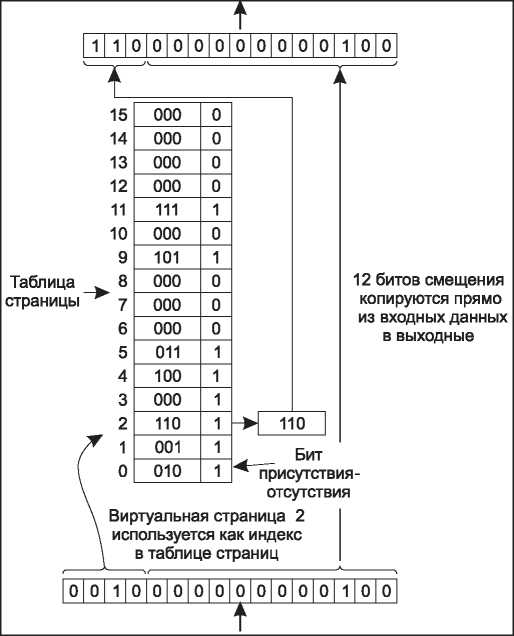 1 1 0 0 0 0 0 0 0 0 0 0 1 0 0
15 000 0
14 000 0
13 000 0
12 000 0
11 111 1
10 000 0
9 101 1
8 000 0
7 000 0
6 000 0
5 011 1
4 100 1
3 000 1
2 110 1 110
1 001 1
0 010 1
Таблица
страницы
12 битов смещения
копируются прямо
из входных данных
в выходные
Бит
присутствия-
отсутствия
Виртуальная страница 2
используется как индекс
в таблице страниц
0 0 1 0 0 0 0 0 0 0 0 0 0 1 0 0